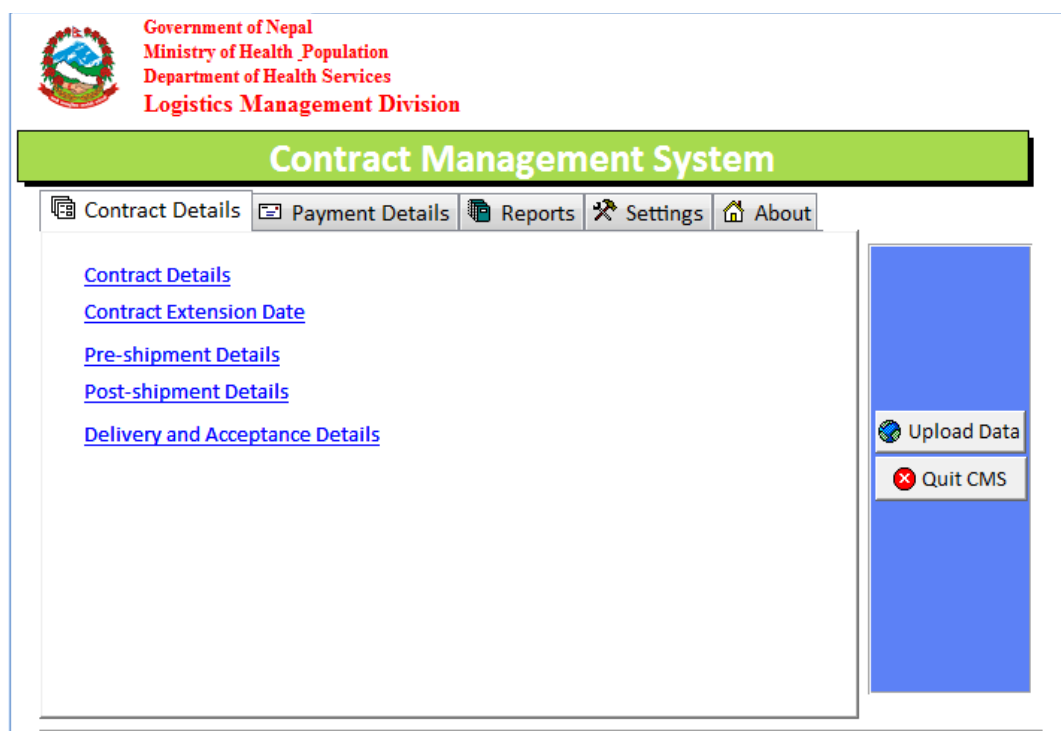 Government of Nepal
Ministry of Health_Population
Department of Health Services
Logistics Management Division
Contract Management System
Contract Details Payment Details Reports Settings About
Contract Details
Contract Extension Date
Pre-shipment Details
Post-shipment Details
Delivery and Acceptance Details
Upload Data
Quit CMS